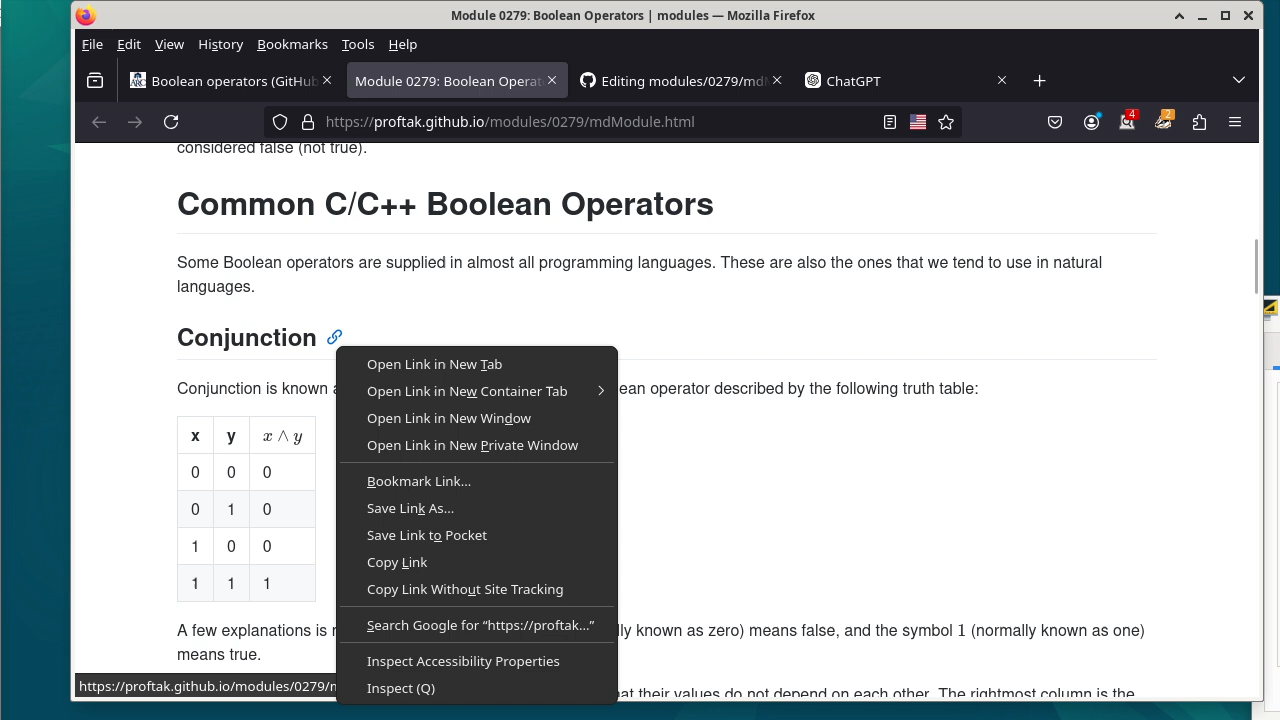 Module 0279: Boolean Operators | modules — Mozilla Firefox
File Edit View History Bookmarks Tools Help
Boolean operators (GitHub
Module 0279: Boolean Operat
Editing modules/0279/mdM
ChatGPT
https://proftak.github.io/modules/0279/mdModule.html
4
2
considered false (not true).
Common C/C++ Boolean Operators
Some Boolean operators are supplied in almost all programming languages. These are also the ones that we tend to use in natural
languages.
Conjunction
Conjunction is known
ean operator described by the following truth table:
x y x ∧ y
0 0 0
0 1 0
1 0 0
1 1 1
A few explanations is
lly known as zero) means false, and the symbol 1 (normally known as one)
means true.
at their values do not depend on each other. The rightmost column is the
Open Link in New Tab
Open Link in New Container Tab
Open Link in New Window
Open Link in New Private Window
Bookmark Link...
Save Link As...
Save Link to Pocket
Copy Link
Copy Link Without Site Tracking
Search Google for “https://proftak...”
Inspect Accessibility Properties
Inspect (Q)
https://proftak.github.io/modules/0279/m